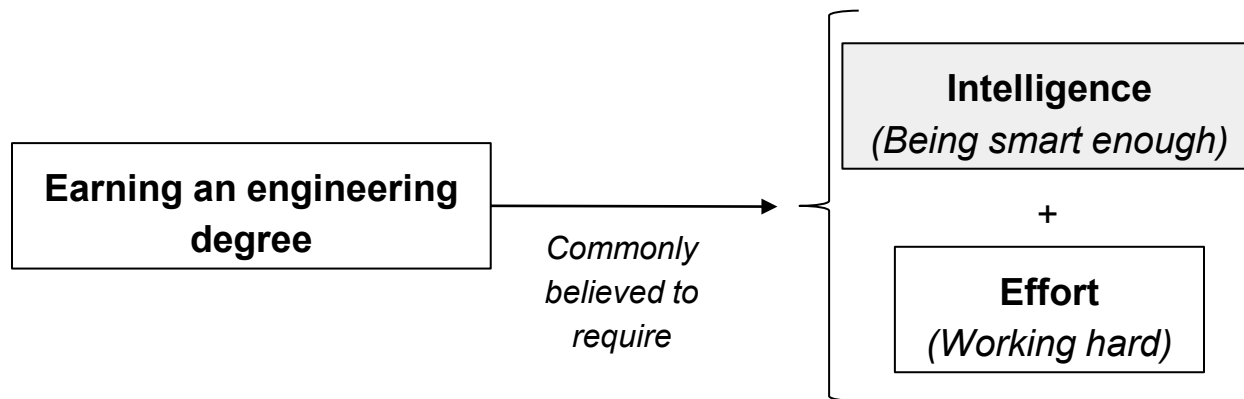 Earning an engineering
degree
Commonly
believed to
require
Intelligence
(Being smart enough)
+
Effort
(Working hard)